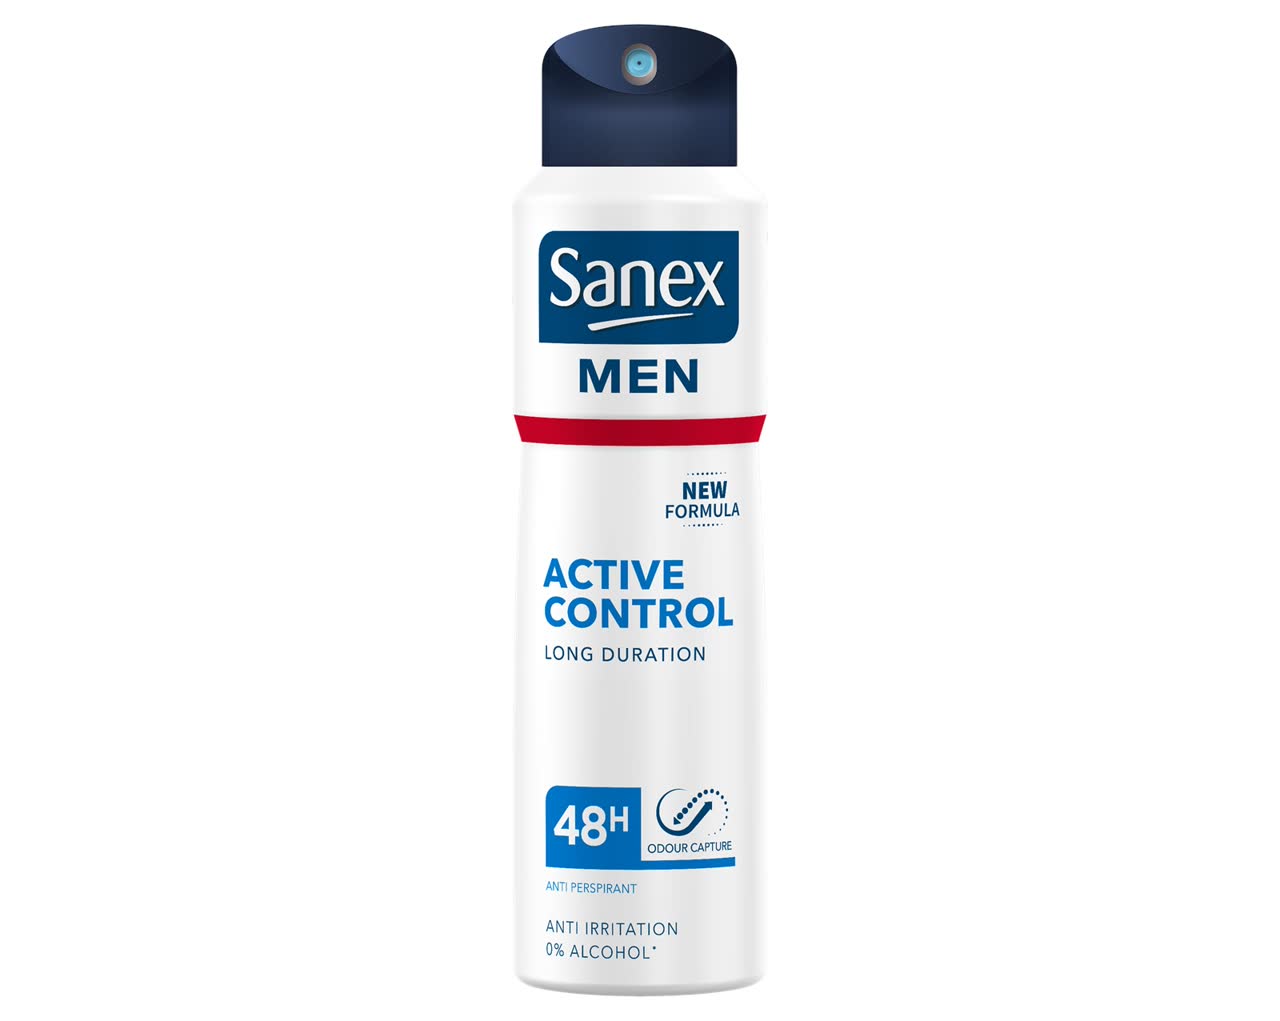 Sanex
MEN
NEW
FORMULA
ACTIVE
CONTROL
LONG DURATION
48H
ODOUR CAPTURE
ANTI PERSPIRANT
ANTI IRRITATION
0% ALCOHOL*